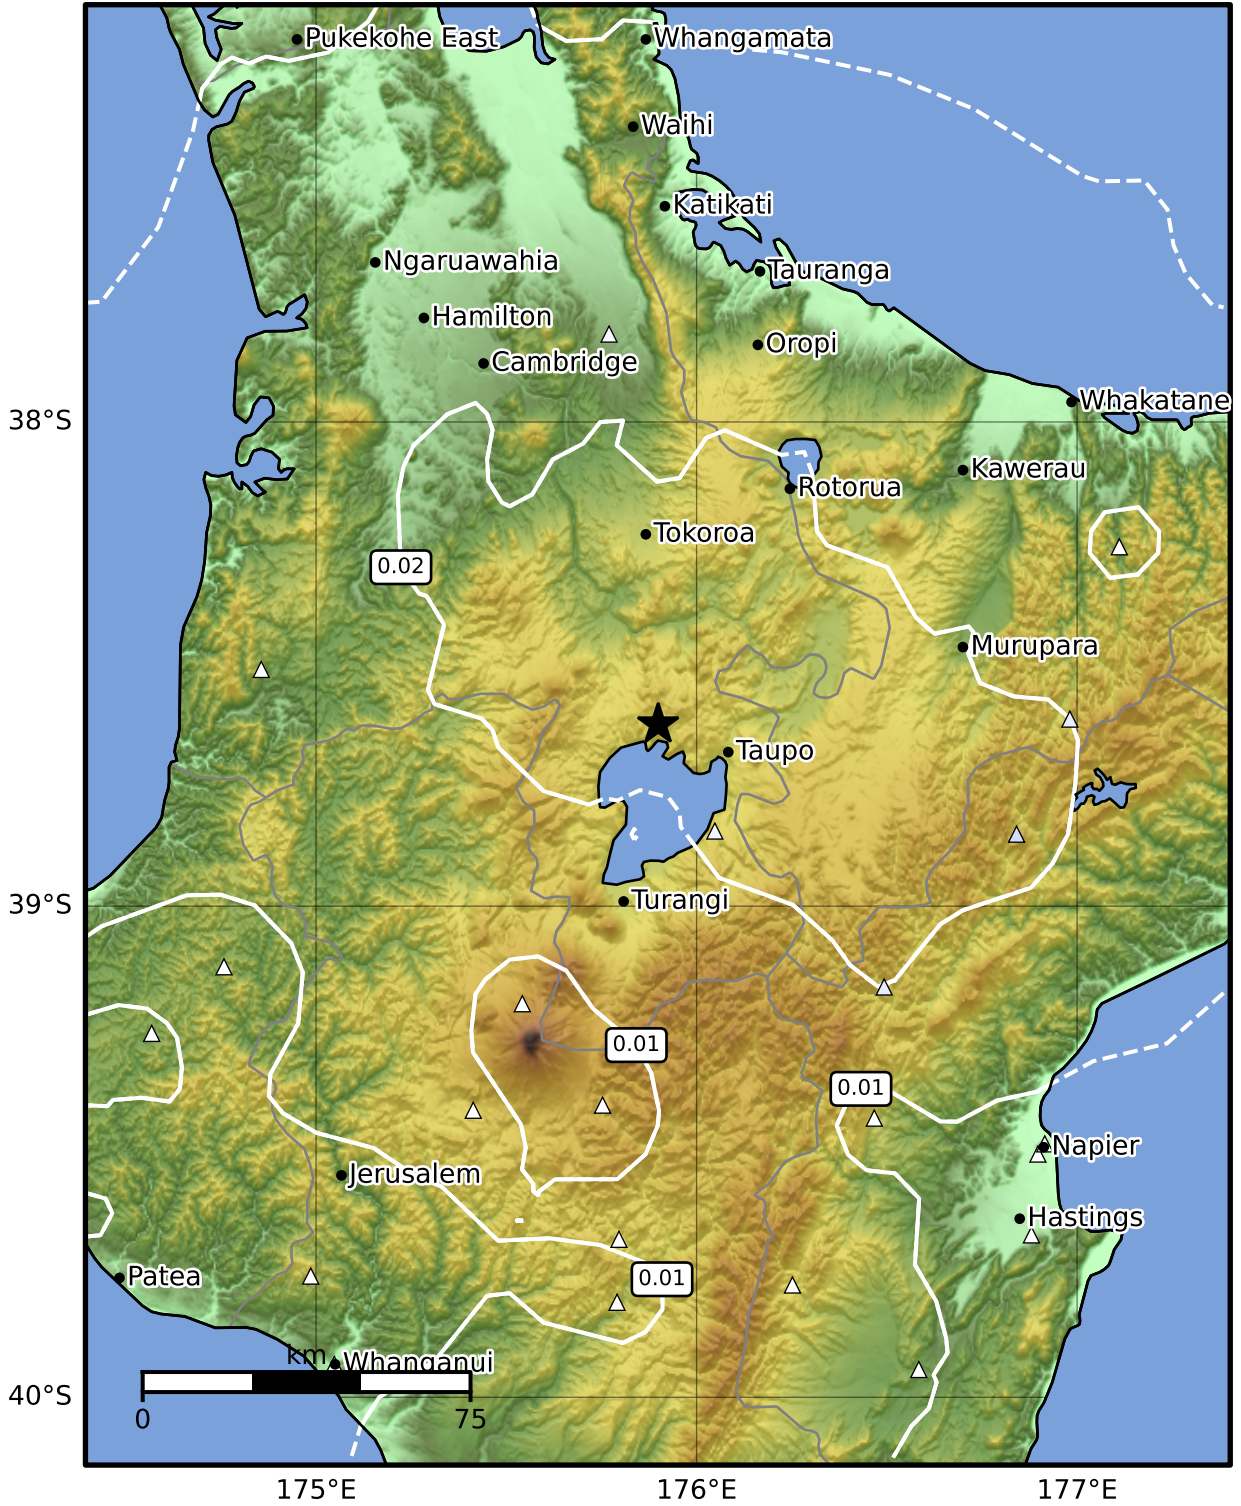 Pukekohe East
Whangamata
Waihi
Katikati
Ngaruawahia
Tauranga
Hamilton
Oropi
Cambridge
Whakatane
38°S
Kawerau
Rotorua
Tokoroa
0.02
Murupara
Taupo
39°S
Turangi
0.01
0.01
Napier
Jerusalem
Hastings
Patea
0.01
km
Whanganui
40°S
0
75
175°E
176°E
177°E